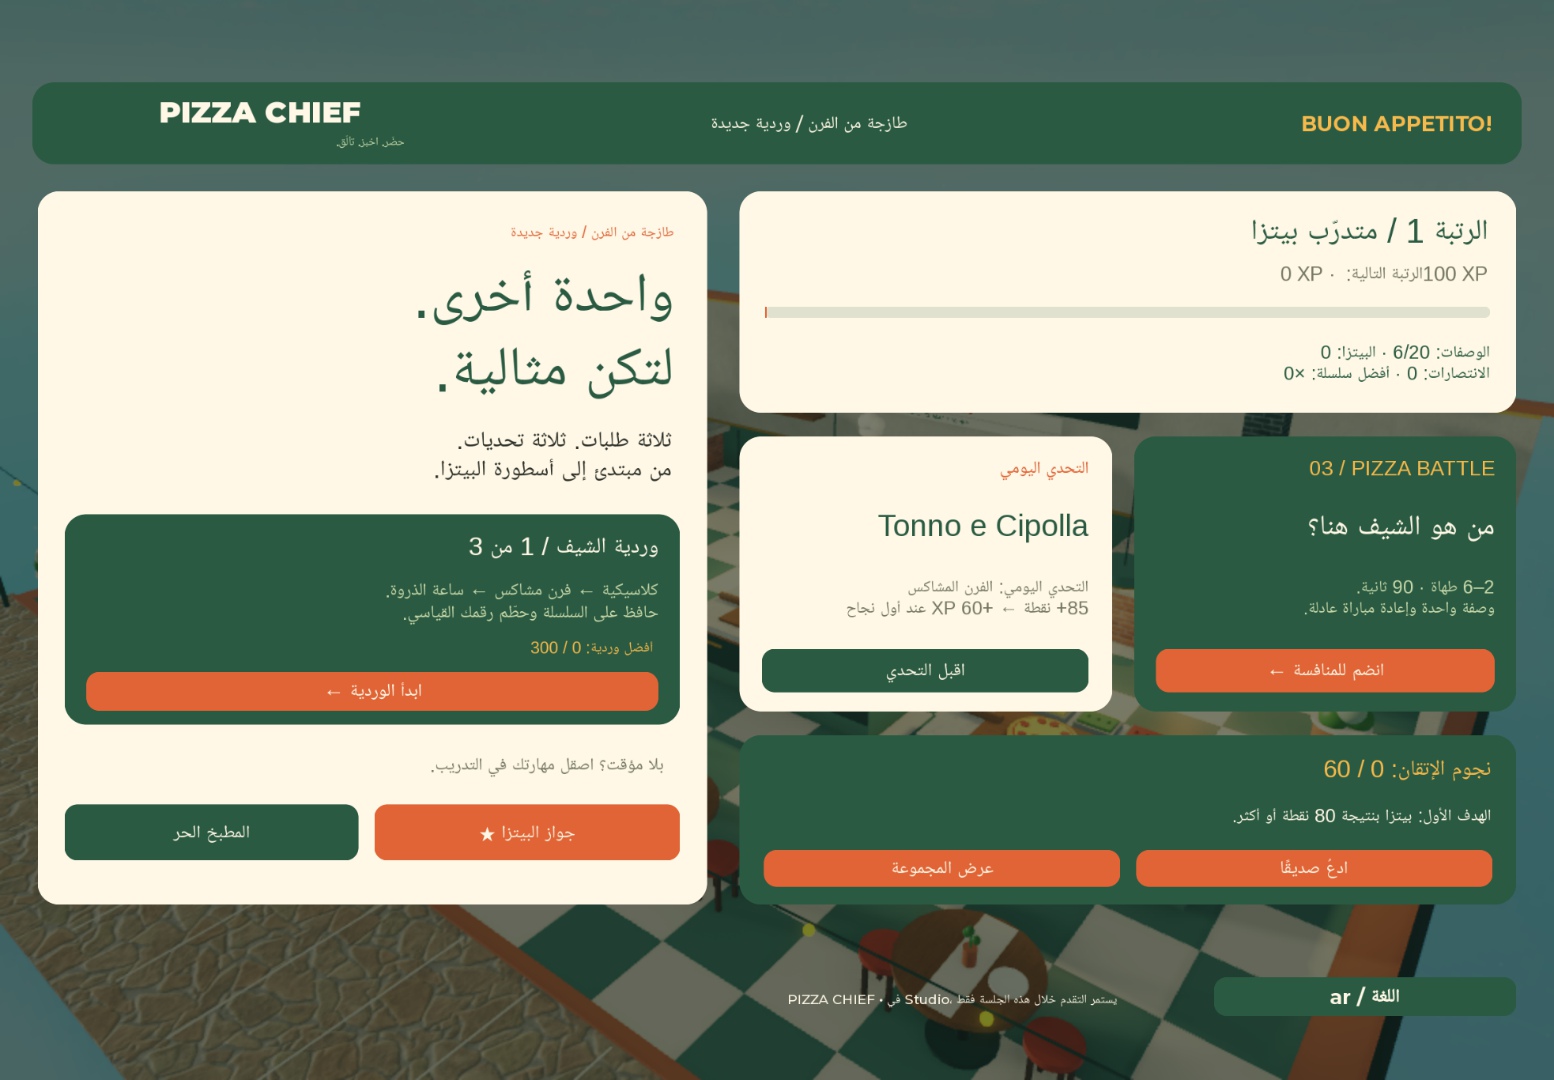 PIZZA CHIEF
حضّر. اخبز. تألّق.
طازجة من الفرن / وردية جديدة
BUON APPETITO!
طازجة من الفرن / وردية جديدة
واحدة أخرى.
لتكن مثالية.
ثلاثة طلبات. ثلاثة تحديات.
من مبتدئ إلى أسطورة البيتزا.
وردية الشيف / 1 من 3
كلاسيكية ← فرن مشاكس ← ساعة الذروة.
حافظ على السلسلة وحطّم رقمك القياسي.
أفضل وردية: 0 / 300
ابدأ الوردية ←
بلا مؤقت؟ اصقل مهارتك في التدريب.
جواز البيتزا ★
المطبخ الحر
الرتبة 1 / متدرّب بيتزا
0 XP · الرتبة التالية: 100 XP
الوصفات: 6/20 · البيتزا: 0
الانتصارات: 0 · أفضل سلسلة: ×0
03 / PIZZA BATTLE
من هو الشيف هنا؟
2–6 طهاة · 90 ثانية.
وصفة واحدة وإعادة مباراة عادلة.
انضم للمنافسة ←
التحدي اليومي
Tonno e Cipolla
التحدي اليومي: الفرن المشاكس
85+ نقطة ← +60 XP عند أول نجاح
اقبل التحدي
نجوم الإتقان: 0 / 60
الهدف الأول: بيتزا بنتيجة 80 نقطة أو أكثر.
ادعُ صديقًا
عرض المجموعة
PIZZA CHIEF • يستمر التقدم خلال هذه الجلسة فقط في Studio.
اللغة / ar